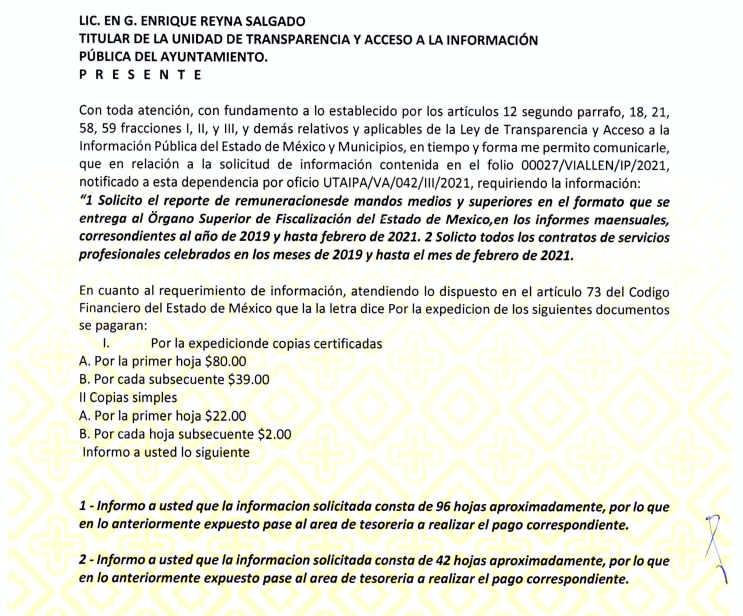 LIC. EN G. ENRIQUE REYNA SALGADO
TITULAR DE LA UNIDAD DE TRANSPARENCIA Y ACCESO A LA INFORMACIÓN
PÚBLICA DEL AYUNTAMIENTO.
P R E S E N T E
Con toda atención, con fundamento a lo establecido por los artículos 12 segundo parrafo, 18, 21,
58, 59 fracciones I, II, y III, y demás relativos y aplicables de la Ley de Transparencia y Acceso a la
Información Pública del Estado de México y Municipios, en tiempo y forma me permito comunicarle,
que en relación a la solicitud de información contenida en el folio 00027/VIALLEN/IP/2021,
notificado a esta dependencia por oficio UTAIPA/VA/042/III/2021, requiriendo la información:
“1 Solicito el reporte de remuneracionesde mandos medios y superiores en el formato que se
entrega al Örgano Superior de Fiscalización del Estado de Mexico,en los informes maensuales,
corresondientes al año de 2019 y hasta febrero de 2021. 2 Solicto todos los contratos de servicios
profesionales celebrados en los meses de 2019 y hasta el mes de febrero de 2021.
En cuanto al requerimiento de información, atendiendo lo dispuesto en el artículo 73 del Codigo
Financiero del Estado de México que la la letra dice Por la expedicion de los siguientes documentos
se pagaran:
I. Por la expedicionde copias certificadas
A. Por la primer hoja $80.00
B. Por cada subsecuente $39.00
II Copias simples
A. Por la primer hoja $22.00
B. Por cada hoja subsecuente $2.00
Informo a usted lo siguiente
1 - Informo a usted que la informacion solicitada consta de 96 hojas aproximadamente, por lo que
en lo anteriormente expuesto pase al area de tesoreria a realizar el pago correspondiente.
2 - Informo a usted que la informacion solicitada consta de 42 hojas aproximadamente, por lo que
en lo anteriormente expuesto pase al area de tesoreria a realizar el pago correspondiente.